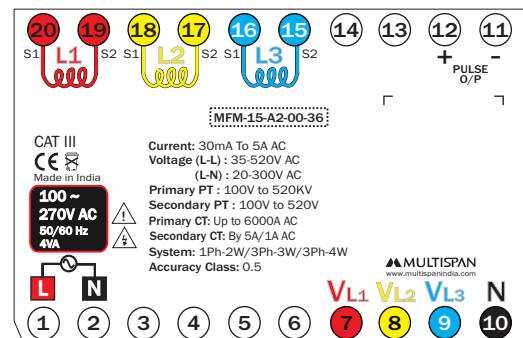 20 19 18 17 16 15 14 13 12 11
S1 L1 S2 S1 L2 S2 S1 L3 S2 + -
PULSE
O/P
MFM-15-A2-00-36
CAT III
CE
Made in India
100 ~
270V AC
50/60 Hz
4VA
L N
Current: 30mA To 5A AC
Voltage (L-L) : 35-520V AC
(L-N) : 20-300V AC
Primary PT : 100V to 520KV
Secondary PT : 100V to 520V
Primary CT: Up to 6000A AC
Secondary CT: By 5A/1A AC
System: 1Ph-2W/3Ph-3W/3Ph-4W
Accuracy Class: 0.5
MULTISPAN
www.multispanindia.com
VL1 VL2 VL3 N
1 2 3 4 5 6 7 8 9 10